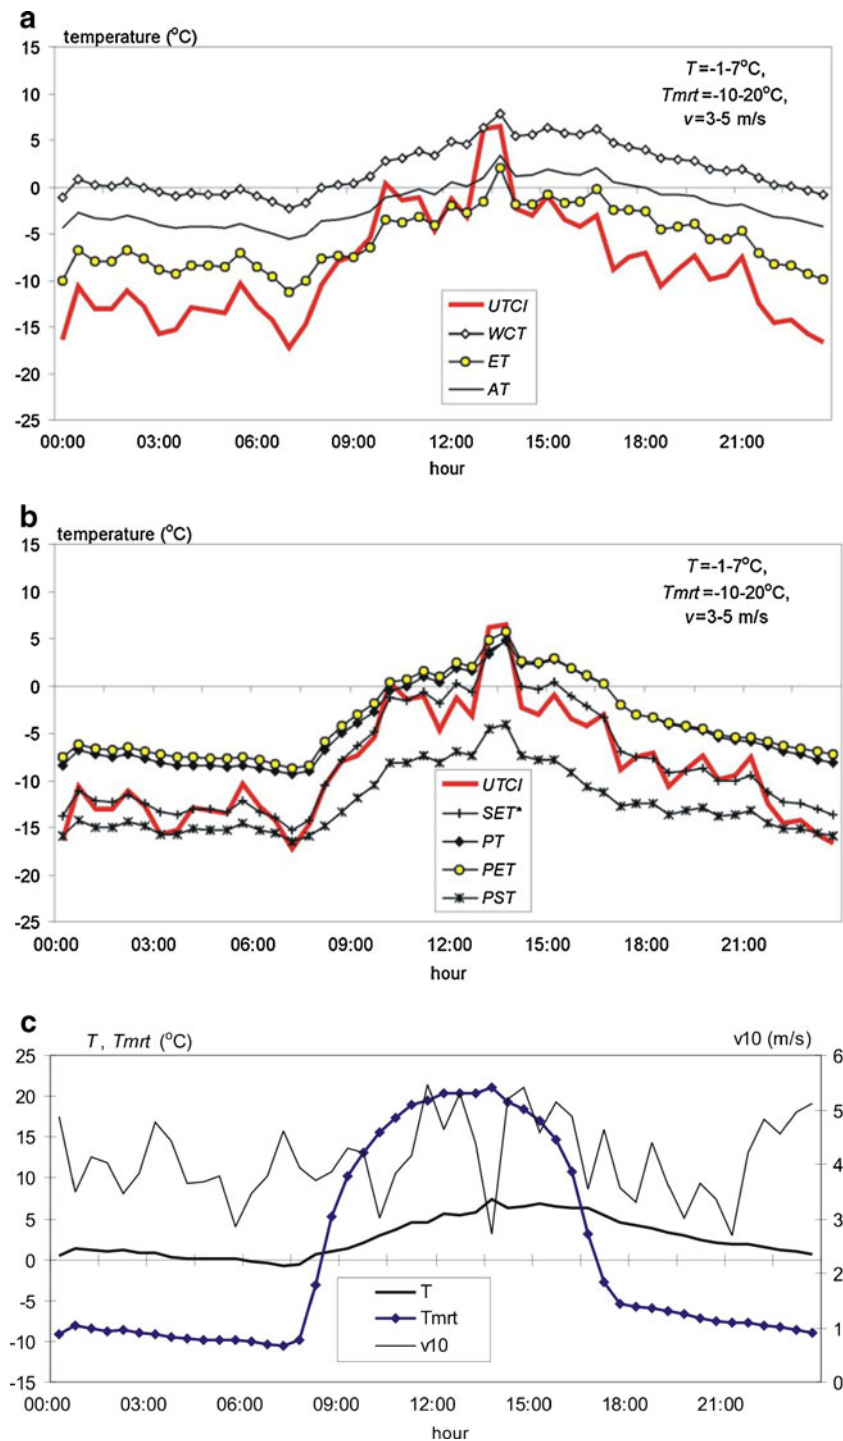 a
temperature (°C)
15
10
5
0
-5
-10
-15
-20
-25
T=-1-7°C,
Tmrt=-10-20°C,
v=3-5 m/s
UTCI
WCT
ET
AT
00:00 03:00 06:00 09:00 12:00 15:00 18:00 21:00
hour
b
temperature (°C)
15
10
5
0
-5
-10
-15
-20
-25
T=-1-7°C,
Tmrt=-10-20°C,
v=3-5 m/s
UTCI
SET*
PT
PET
PST
00:00 03:00 06:00 09:00 12:00 15:00 18:00 21:00
hour
c
T, Tmrt (°C)
v10 (m/s)
25
20
15
10
5
0
-5
-10
-15
6
5
4
3
2
1
0
T
Tmrt
v10
00:00 03:00 06:00 09:00 12:00 15:00 18:00 21:00
hour